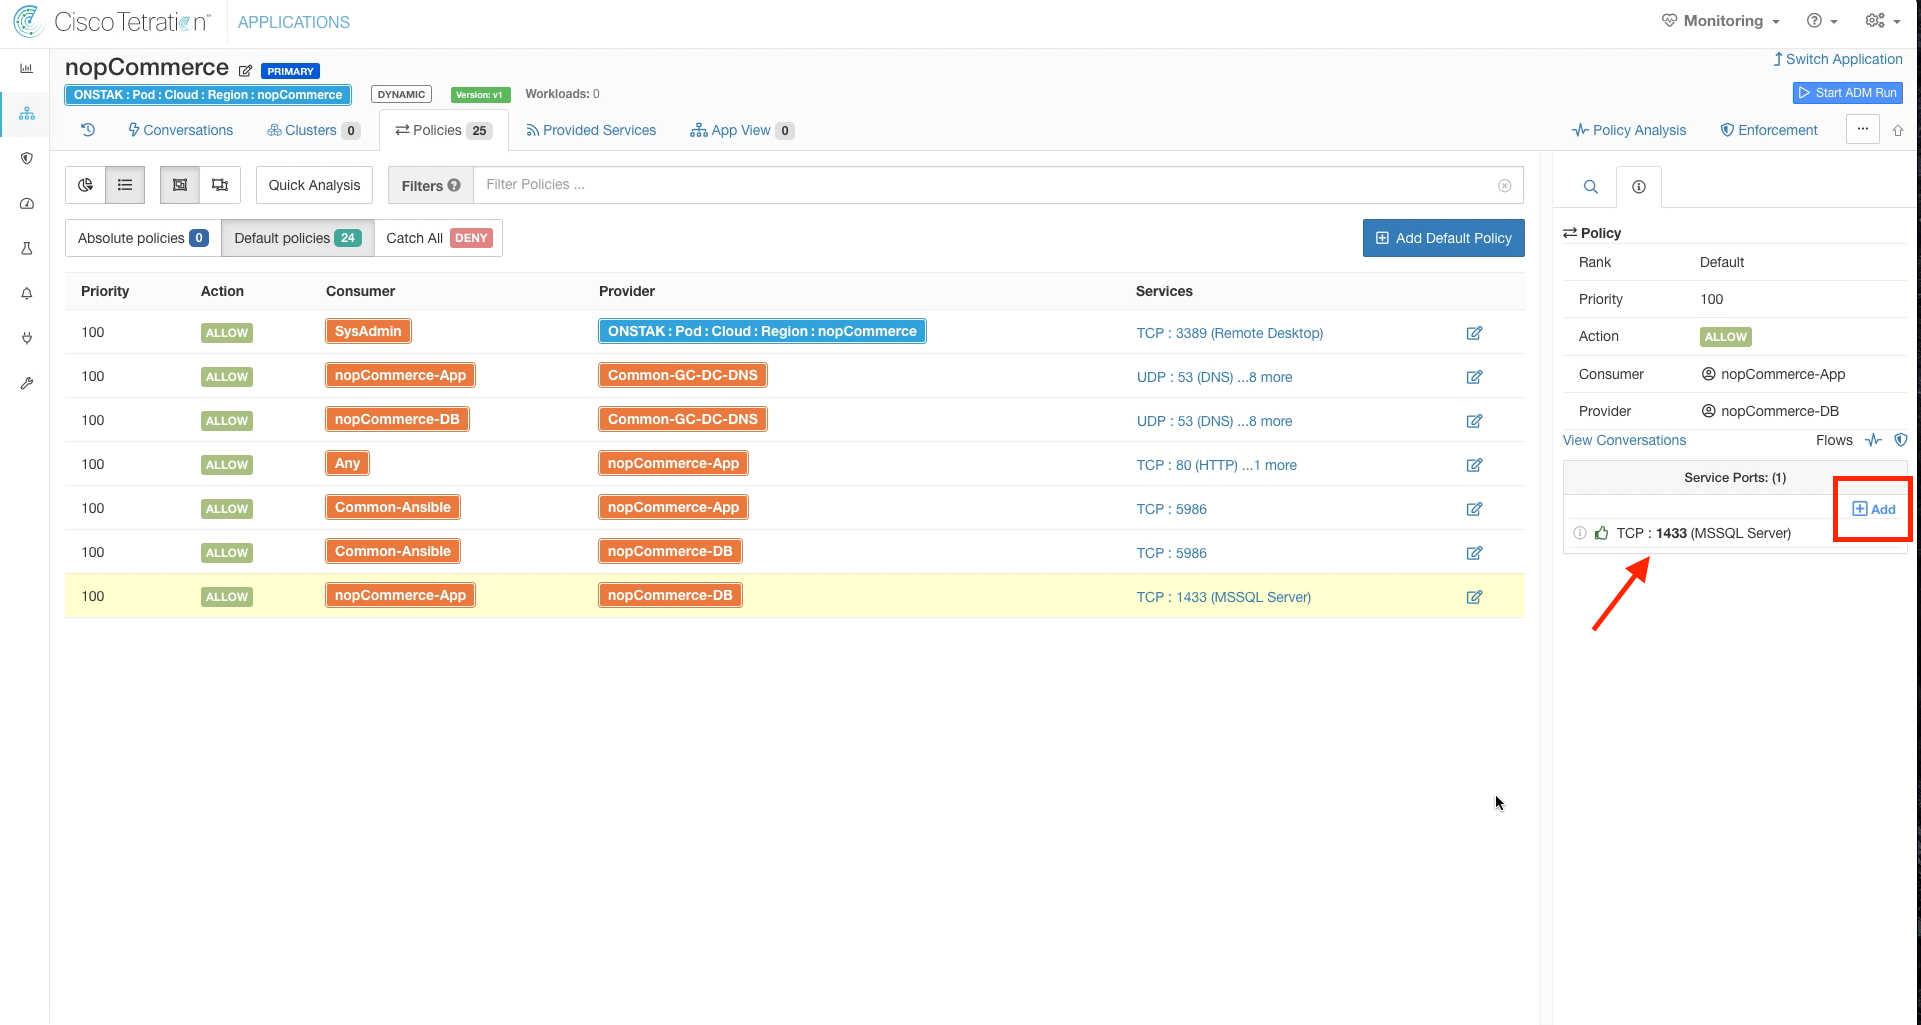 Cisco Tetration™ APPLICATIONS
Monitoring
nopCommerce PRIMARY
Switch Application
ONSTAK : Pod : Cloud : Region : nopCommerce DYNAMIC Version: v1 Workloads: 0
Start ADM Run
Conversations Clusters 0 Policies 25 Provided Services App View 0 Policy Analysis Enforcement ...
Quick Analysis Filters ? Filter Policies ...
Absolute policies 0 Default policies 24 Catch All DENY Add Default Policy
Priority Action Consumer Provider Services
100 ALLOW SysAdmin ONSTAK : Pod : Cloud : Region : nopCommerce TCP : 3389 (Remote Desktop)
100 ALLOW nopCommerce-App Common-GC-DC-DNS UDP : 53 (DNS) ...8 more
100 ALLOW nopCommerce-DB Common-GC-DC-DNS UDP : 53 (DNS) ...8 more
100 ALLOW Any nopCommerce-App TCP : 80 (HTTP) ...1 more
100 ALLOW Common-Ansible nopCommerce-App TCP : 5986
100 ALLOW Common-Ansible nopCommerce-DB TCP : 5986
100 ALLOW nopCommerce-App nopCommerce-DB TCP : 1433 (MSSQL Server)
Policy
Rank Default
Priority 100
Action ALLOW
Consumer nopCommerce-App
Provider nopCommerce-DB
View Conversations Flows
Service Ports: (1)
Add
TCP : 1433 (MSSQL Server)